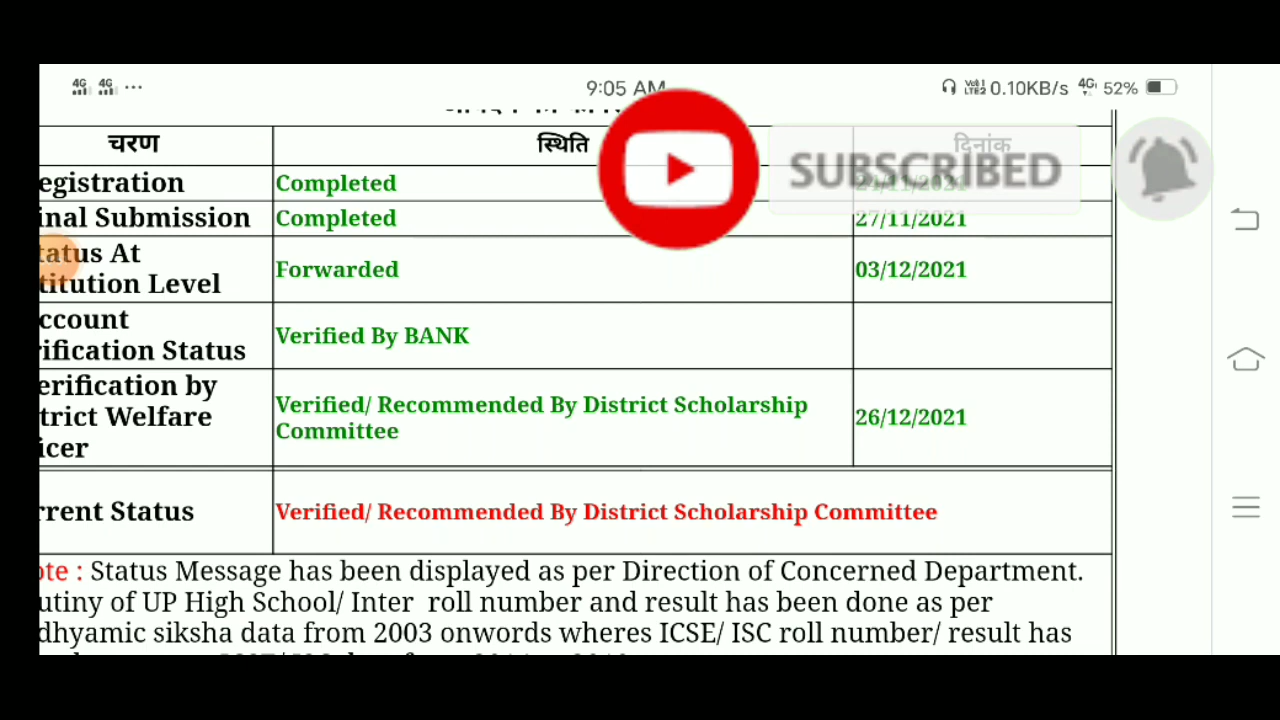 4G 4G ... 9:05 AM 0.10KB/s 4G 52%
चरण स्थिति दिनांक
egistration Completed 24/11/2021
SUBSCRIBED
inal Submission Completed 27/11/2021
tatus At
titution Level Forwarded 03/12/2021
ccount
rification Status Verified By BANK
erification by
trict Welfare
icer Verified/ Recommended By District Scholarship
Committee 26/12/2021
rrent Status Verified/ Recommended By District Scholarship Committee
ote : Status Message has been displayed as per Direction of Concerned Department.
utiny of UP High School/ Inter roll number and result has been done as per
dhyamic siksha data from 2003 onwords wheres ICSE/ ISC roll number/ result has